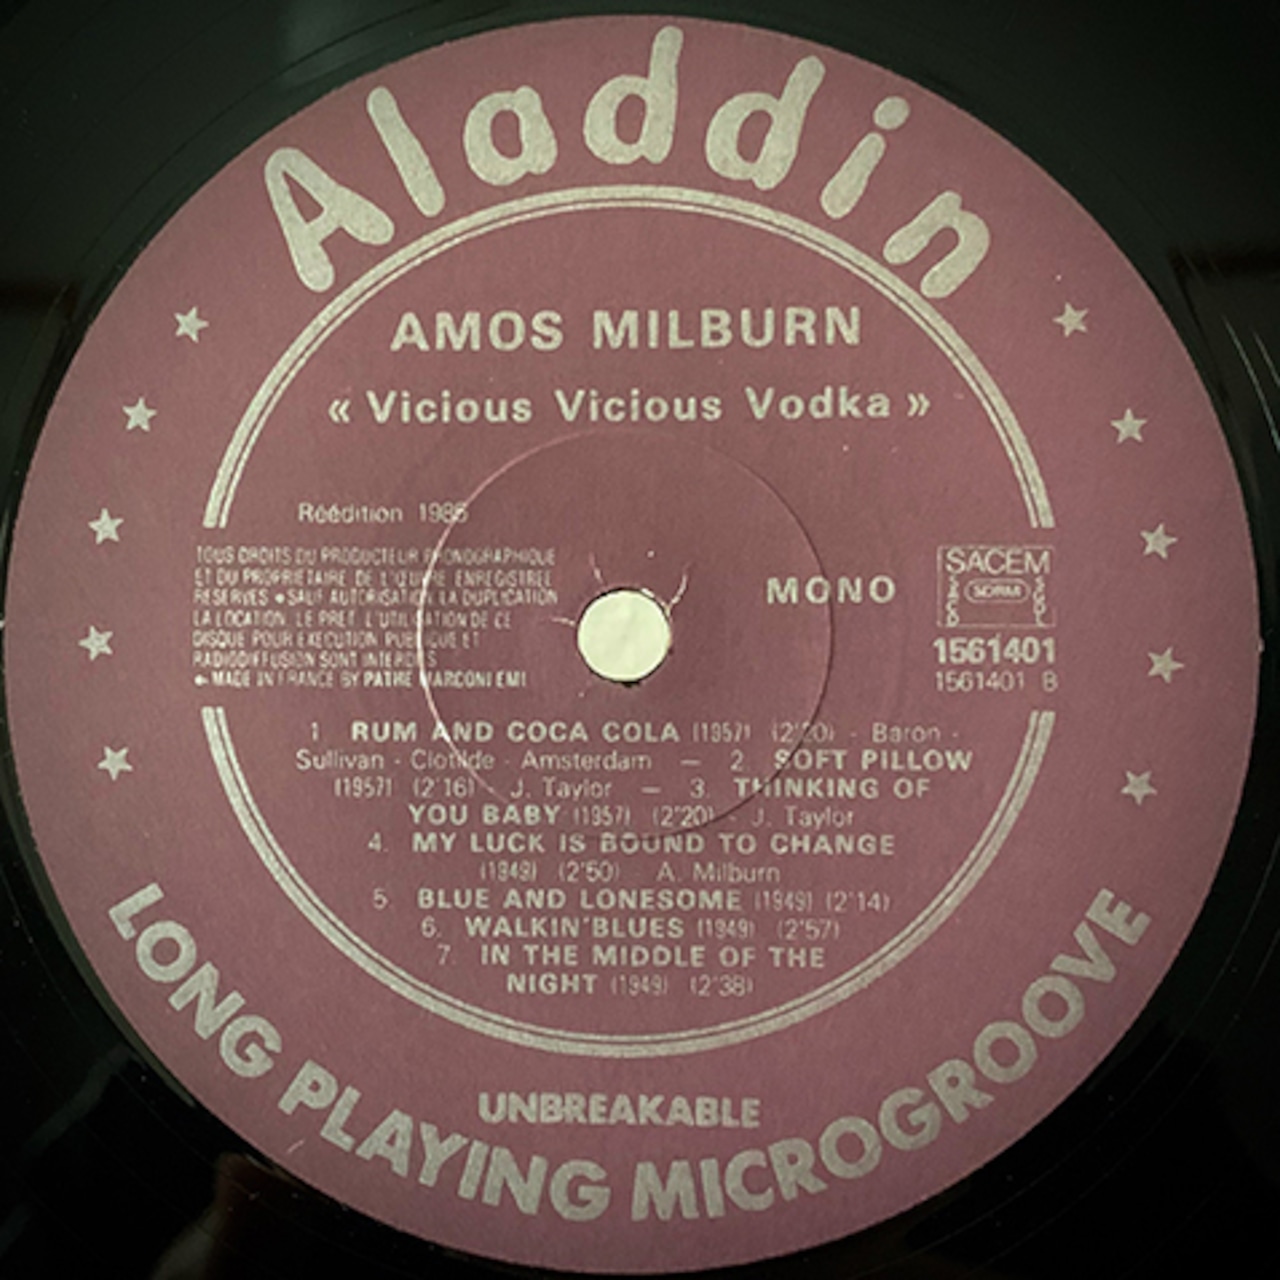 Aladdin
AMOS MILBURN
« Vicious Vicious Vodka »
Réédition 1985
TOUS DROITS DU PRODUCTEUR PHONOGRAPHIQUE
ET DU PROPRIETAIRE DE L'ŒUVRE ENREGISTREE
RESERVES • SAUF AUTORISATION, LA DUPLICATION
LA LOCATION, LE PRET, L'UTILISATION DE CE
DISQUE POUR EXECUTION PUBLIQUE ET
RADIODIFFUSION SONT INTERDITS
• MADE IN FRANCE BY PATHE MARCONI EMI
MONO
SACEM
SACD
SDRM
SGDL
1561401
1561401 B
1. RUM AND COCA COLA (1957) (2'20) - Baron -
Sullivan - Clotilde - Amsterdam — 2. SOFT PILLOW
(1957) (2'16) - J. Taylor — 3. THINKING OF
YOU BABY (1957) (2'20) - J. Taylor
4. MY LUCK IS BOUND TO CHANGE
(1949) (2'50) A. Milburn
5. BLUE AND LONESOME (1949) (2'14)
6. WALKIN'BLUES (1949) (2'57)
7. IN THE MIDDLE OF THE
NIGHT (1949) (2'38)
UNBREAKABLE
LONG PLAYING MICROGROOVE